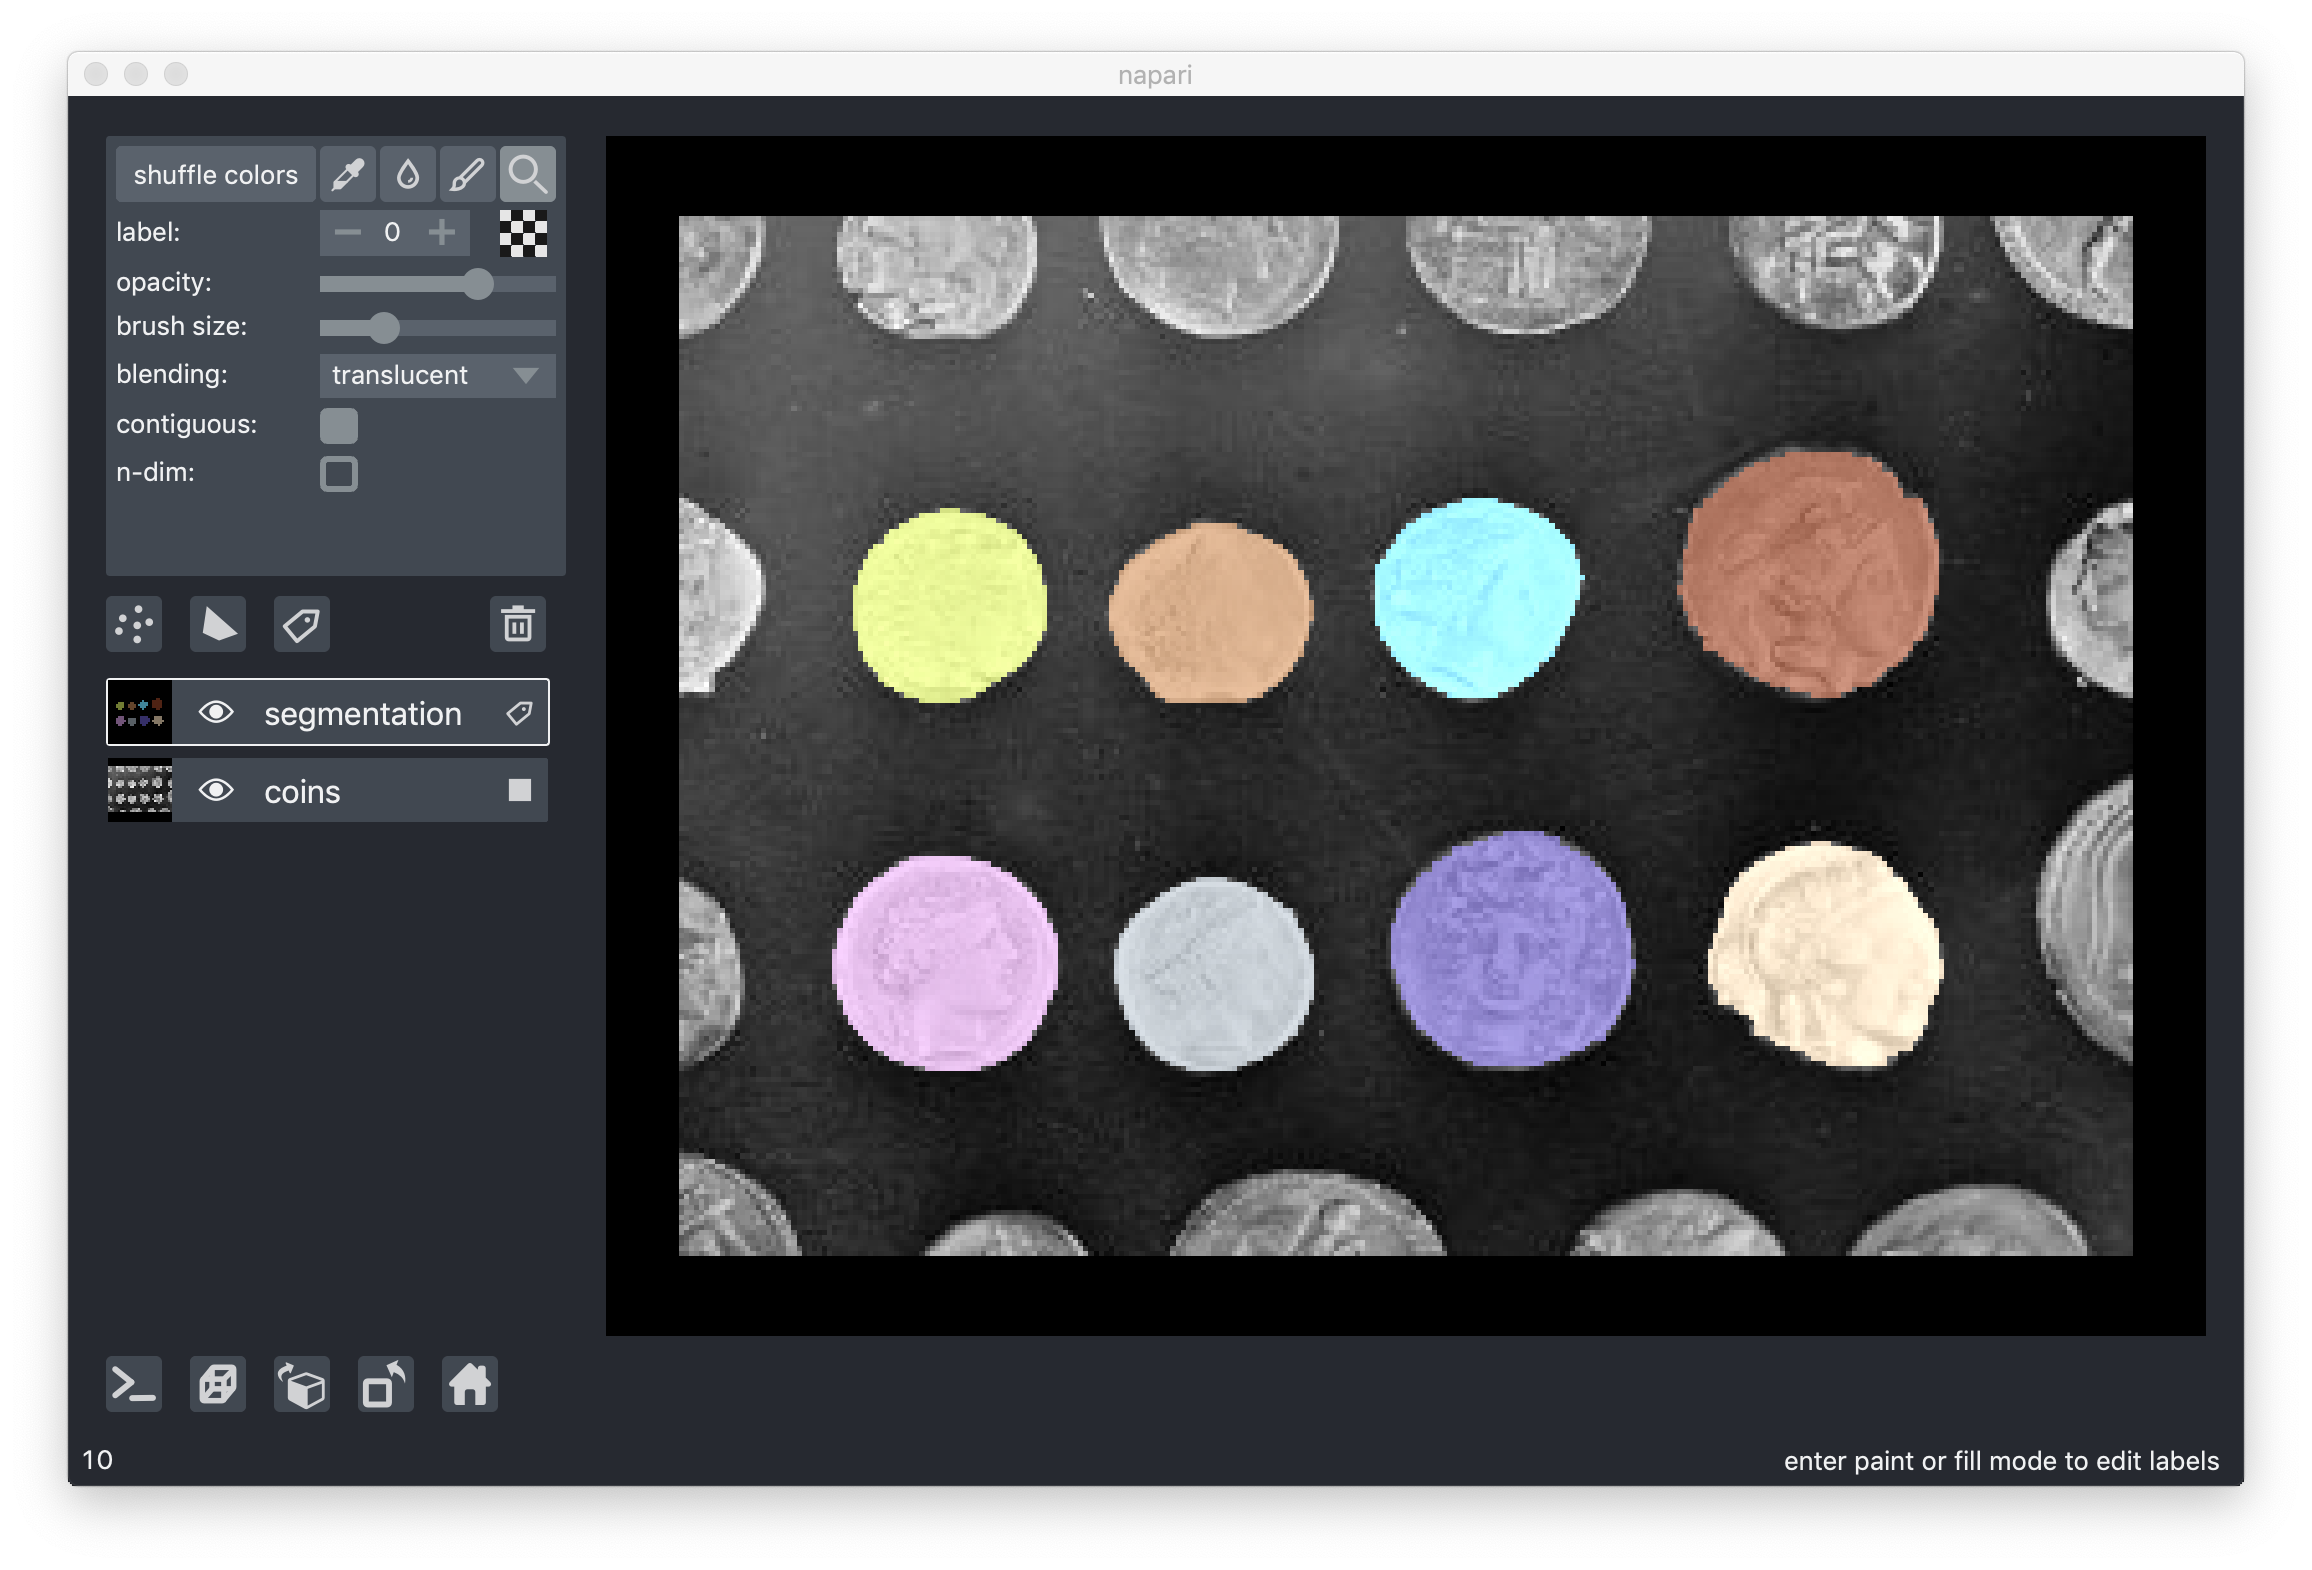 napari
shuffle colors
label: 0
opacity:
brush size:
blending: translucent
contiguous:
n-dim:
segmentation
coins
10
enter paint or fill mode to edit labels